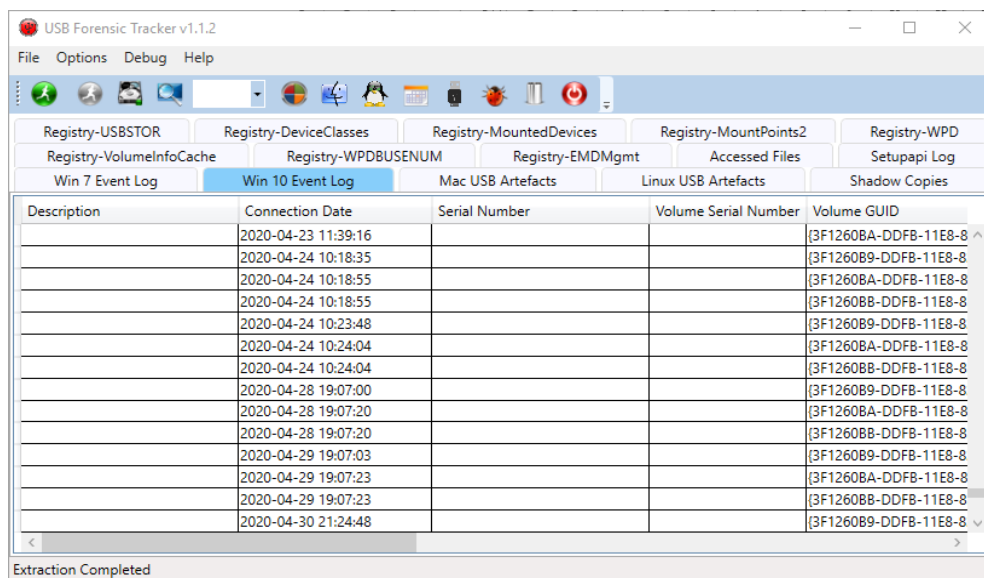 USB Forensic Tracker v1.1.2
File Options Debug Help
Registry-USBSTOR Registry-DeviceClasses Registry-MountedDevices Registry-MountPoints2 Registry-WPD
Registry-VolumeInfoCache Registry-WPDBUSENUM Registry-EMDMgmt Accessed Files Setupapi Log
Win 7 Event Log Win 10 Event Log Mac USB Artefacts Linux USB Artefacts Shadow Copies
Description Connection Date Serial Number Volume Serial Number Volume GUID
2020-04-23 11:39:16 {3F1260BA-DDFB-11E8-8
2020-04-24 10:18:35 {3F1260B9-DDFB-11E8-8
2020-04-24 10:18:55 {3F1260BA-DDFB-11E8-8
2020-04-24 10:18:55 {3F1260BB-DDFB-11E8-8
2020-04-24 10:23:48 {3F1260B9-DDFB-11E8-8
2020-04-24 10:24:04 {3F1260BA-DDFB-11E8-8
2020-04-24 10:24:04 {3F1260BB-DDFB-11E8-8
2020-04-28 19:07:00 {3F1260B9-DDFB-11E8-8
2020-04-28 19:07:20 {3F1260BA-DDFB-11E8-8
2020-04-28 19:07:20 {3F1260BB-DDFB-11E8-8
2020-04-29 19:07:03 {3F1260B9-DDFB-11E8-8
2020-04-29 19:07:23 {3F1260BA-DDFB-11E8-8
2020-04-29 19:07:23 {3F1260BB-DDFB-11E8-8
2020-04-30 21:24:48 {3F1260B9-DDFB-11E8-8
Extraction Completed